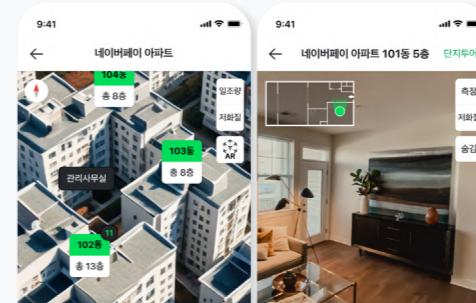 9:41
네이버페이 아파트
104동
총 8층
일조량
저화질
AR
103동
총 8층
관리사무실
11
102동
총 13층
9:41
네이버페이 아파트 101동 5층
단지투어
측정
저화질
숨김